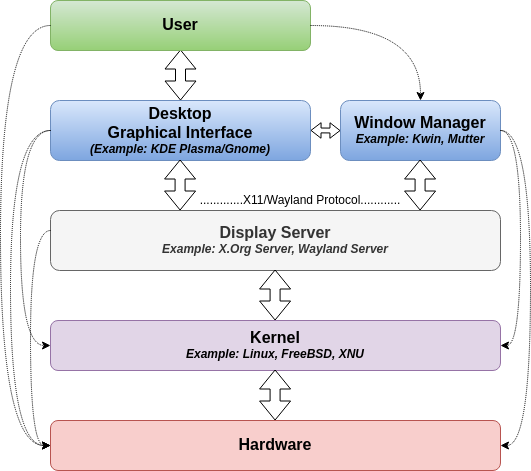 User
Desktop
Graphical Interface
(Example: KDE Plasma/Gnome)
Window Manager
Example: Kwin, Mutter
.............X11/Wayland Protocol............
Display Server
Example: X.Org Server, Wayland Server
Kernel
Example: Linux, FreeBSD, XNU
Hardware